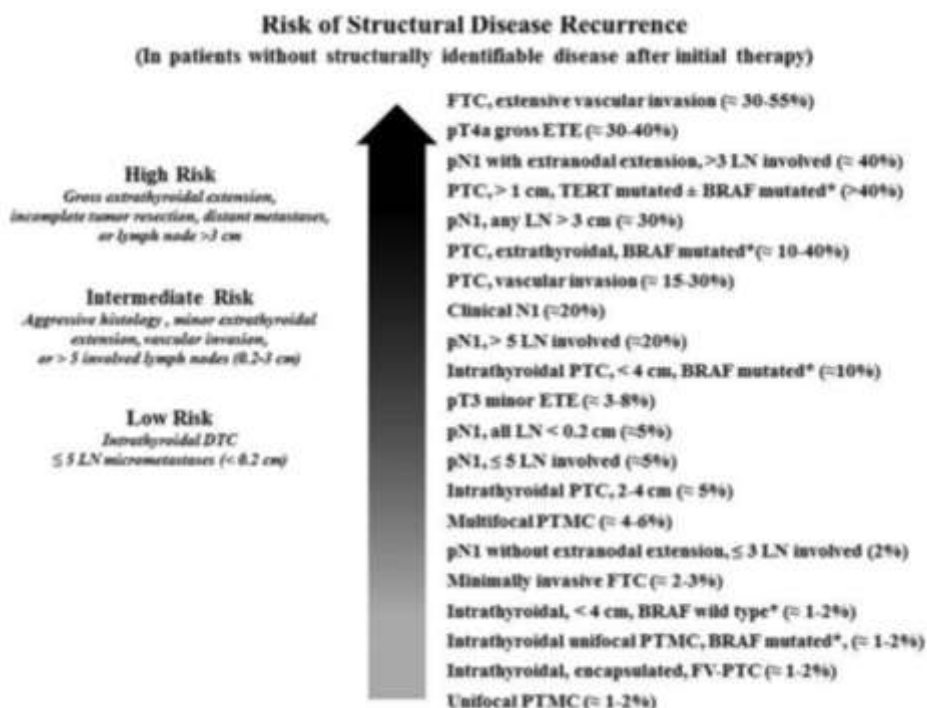 Risk of Structural Disease Recurrence
(In patients without structurally identifiable disease after initial therapy)
High Risk
Gross extrathyroidal extension,
incomplete tumor resection, distant metastases,
or lymph node >3 cm
Intermediate Risk
Aggressive histology , minor extrathyroidal
extension, vascular invasion,
or > 5 involved lymph nodes (0.2-3 cm)
Low Risk
Intrathyroidal DTC
≤ 5 LN micrometastases (< 0.2 cm)
FTC, extensive vascular invasion (≈ 30-55%)
pT4a gross ETE (≈ 30-40%)
pN1 with extranodal extension, >3 LN involved (≈ 40%)
PTC, > 1 cm, TERT mutated ± BRAF mutated* (>40%)
pN1, any LN > 3 cm (≈ 30%)
PTC, extrathyroidal, BRAF mutated*(≈ 10-40%)
PTC, vascular invasion (≈ 15-30%)
Clinical N1 (≈20%)
pN1, > 5 LN involved (≈20%)
Intrathyroidal PTC, < 4 cm, BRAF mutated* (≈10%)
pT3 minor ETE (≈ 3-8%)
pN1, all LN < 0.2 cm (≈5%)
pN1, ≤ 5 LN involved (≈5%)
Intrathyroidal PTC, 2-4 cm (≈ 5%)
Multifocal PTMC (≈ 4-6%)
pN1 without extranodal extension, ≤ 3 LN involved (2%)
Minimally invasive FTC (≈ 2-3%)
Intrathyroidal, < 4 cm, BRAF wild type* (≈ 1-2%)
Intrathyroidal unifocal PTMC, BRAF mutated*, (≈ 1-2%)
Intrathyroidal, encapsulated, FV-PTC (≈ 1-2%)
Unifocal PTMC (≈ 1-2%)